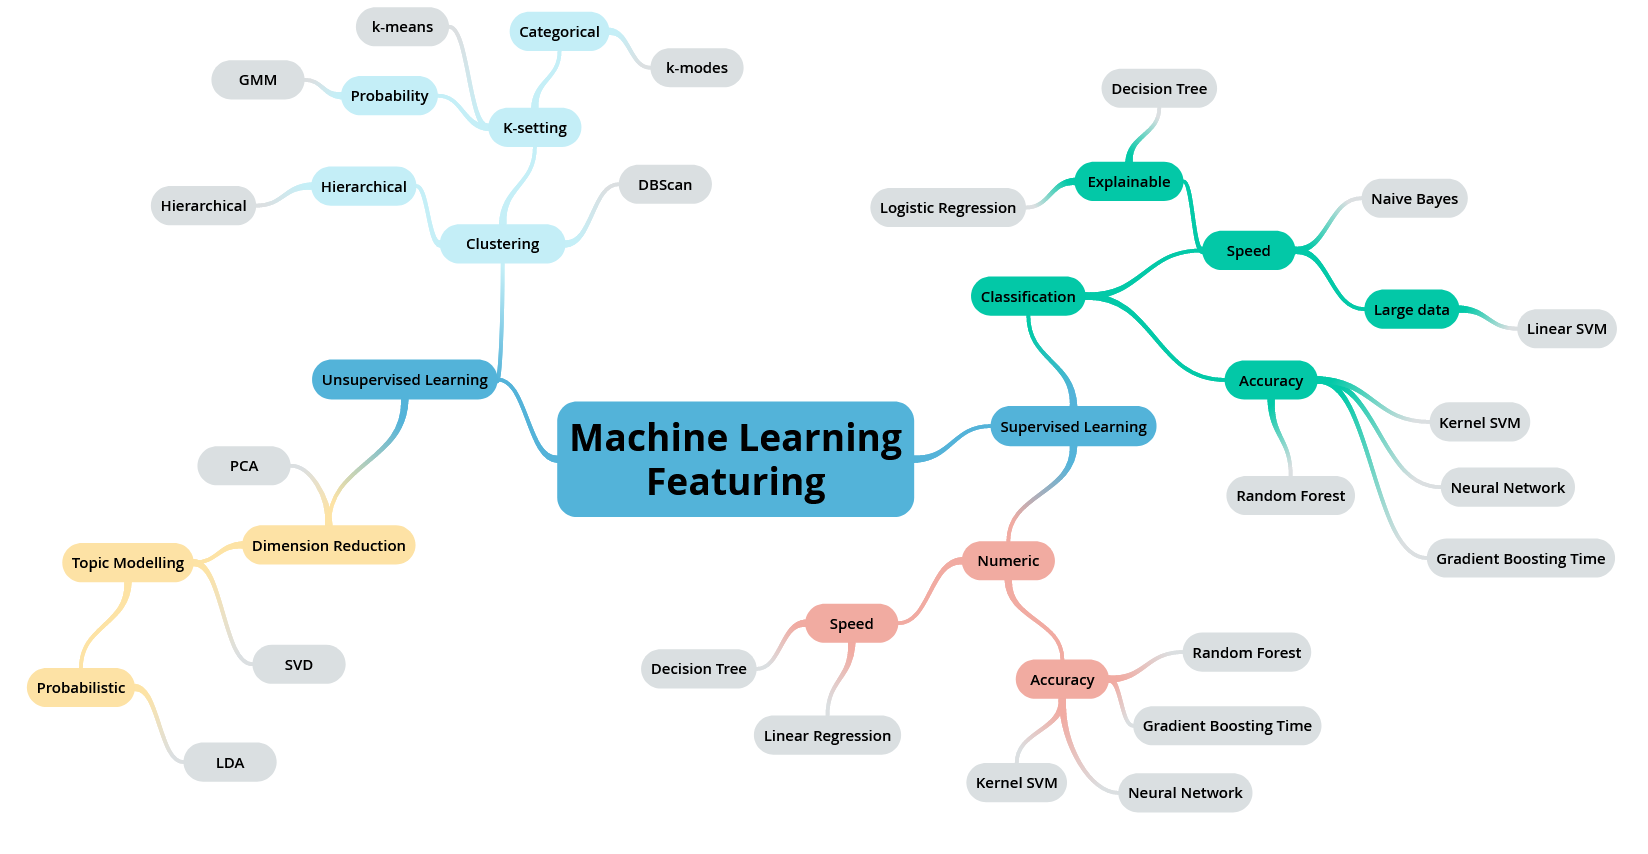 k-means
Categorical
k-modes
GMM
Probability
K-setting
Hierarchical
Hierarchical
DBScan
Clustering
Unsupervised Learning
PCA
Dimension Reduction
Topic Modelling
SVD
Probabilistic
LDA
Machine Learning
Featuring
Decision Tree
Explainable
Logistic Regression
Naive Bayes
Speed
Classification
Large data
Linear SVM
Accuracy
Supervised Learning
Kernel SVM
Neural Network
Random Forest
Gradient Boosting Time
Numeric
Speed
Decision Tree
Linear Regression
Accuracy
Random Forest
Gradient Boosting Time
Kernel SVM
Neural Network